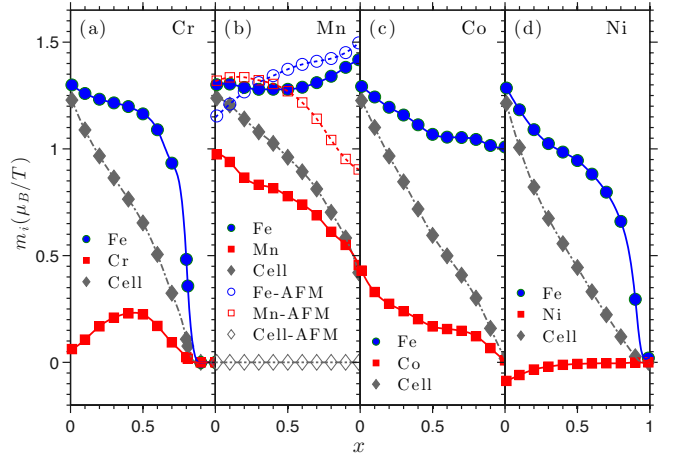 (a) Cr (b) Mn (c) Co (d) Ni
1.5
1
0.5
0
m_i(μ_B/T)
Fe
Cr
Cell
Fe
Mn
Cell
Fe-AFM
Mn-AFM
Cell-AFM
Fe
Co
Cell
Fe
Ni
Cell
0 0.5 0 0.5 0 0.5 0 0.5 1
x